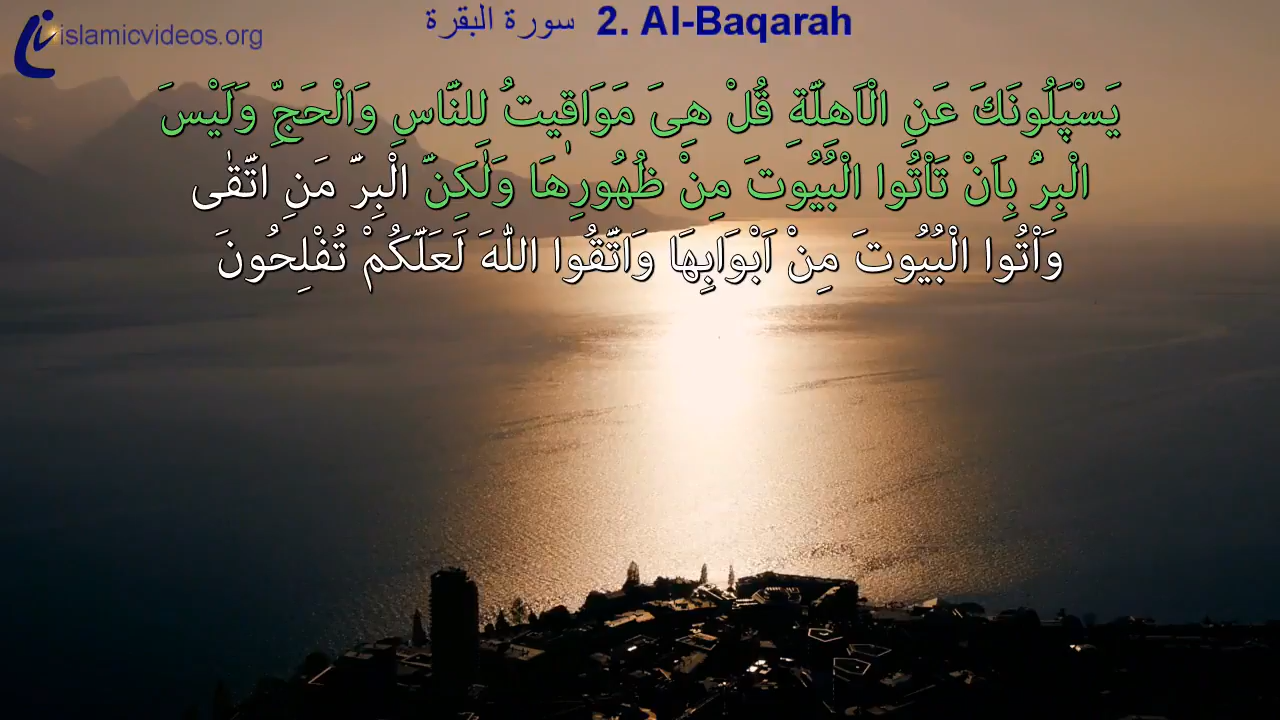 islamicvideos.org
سورة البقرة 2. Al-Baqarah
يَسْپَلُونَكَ عَنِ الْاَهِلَّةِ قُلْ هِىَ مَوَاقٖيتُ لِلنَّاسِ وَالْحَجِّ وَلَيْسَ
الْبِرُّ بِاَنْ تَاْتُوا الْبُيُوتَ مِنْ ظُهُورِهَا وَلٰكِنَّ الْبِرَّ مَنِ اتَّقٰى
وَاْتُوا الْبُيُوتَ مِنْ اَبْوَابِهَا وَاتَّقُوا اللّٰهَ لَعَلَّكُمْ تُفْلِحُونَ